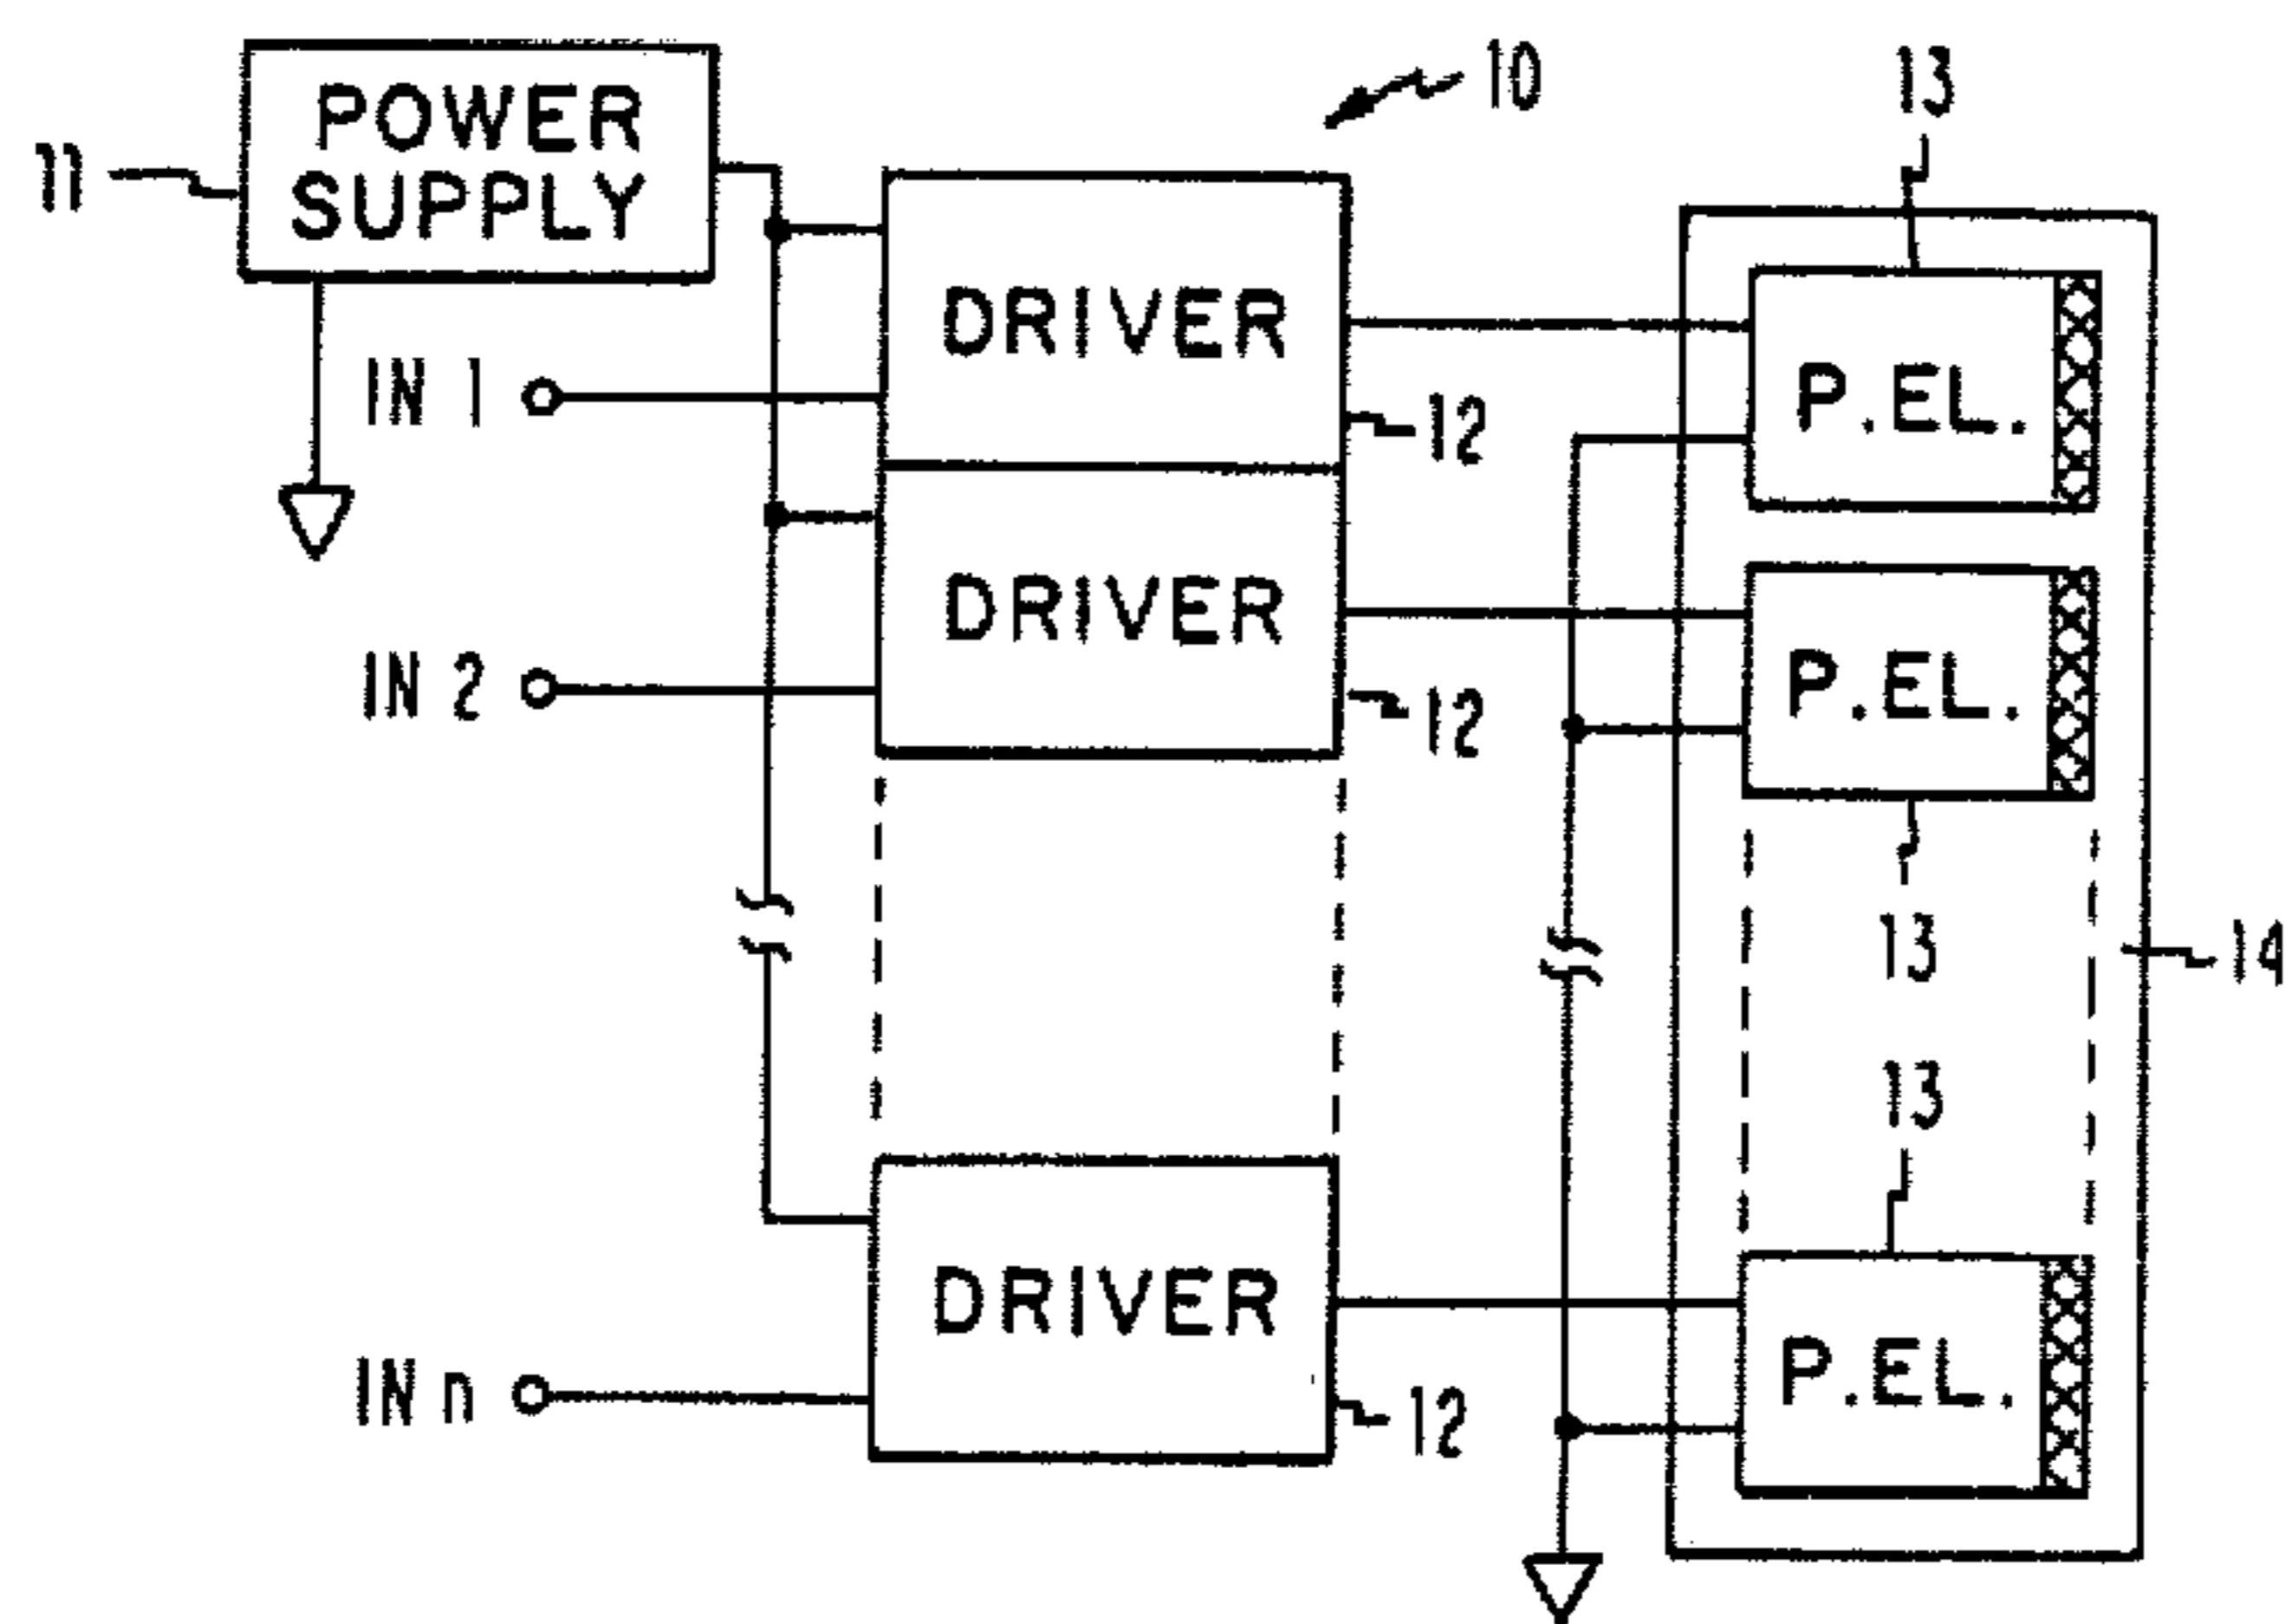 POWER
SUPPLY
11
10
13
DRIVER
IN 1
12
P.EL.
DRIVER
IN 2
12
P.EL.
13
14
13
DRIVER
IN n
12
P.EL.